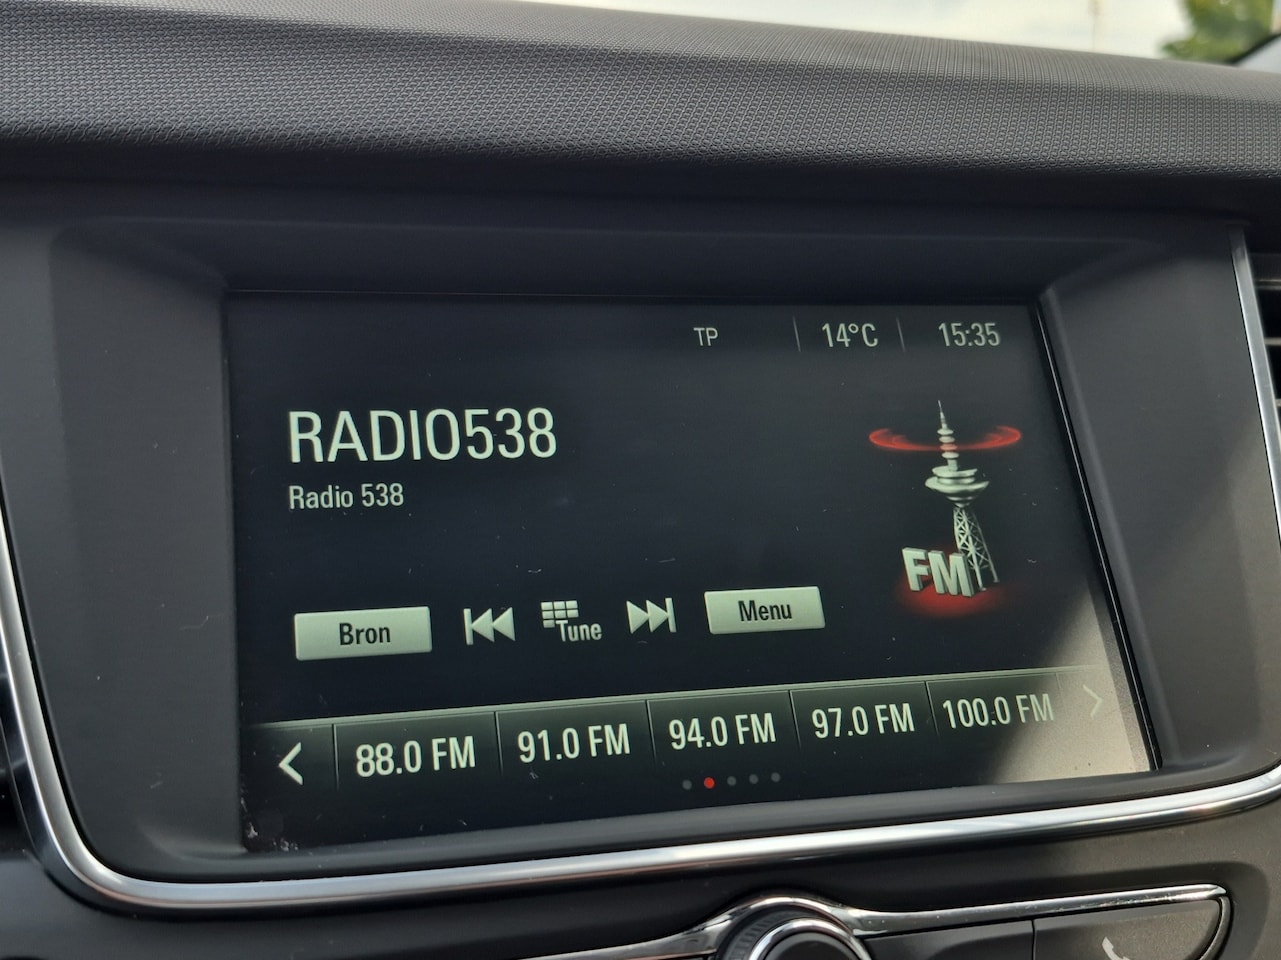 TP 14°C 15:35
RADIO538
Radio 538
FM
Bron Tune Menu
88.0 FM 91.0 FM 94.0 FM 97.0 FM 100.0 FM